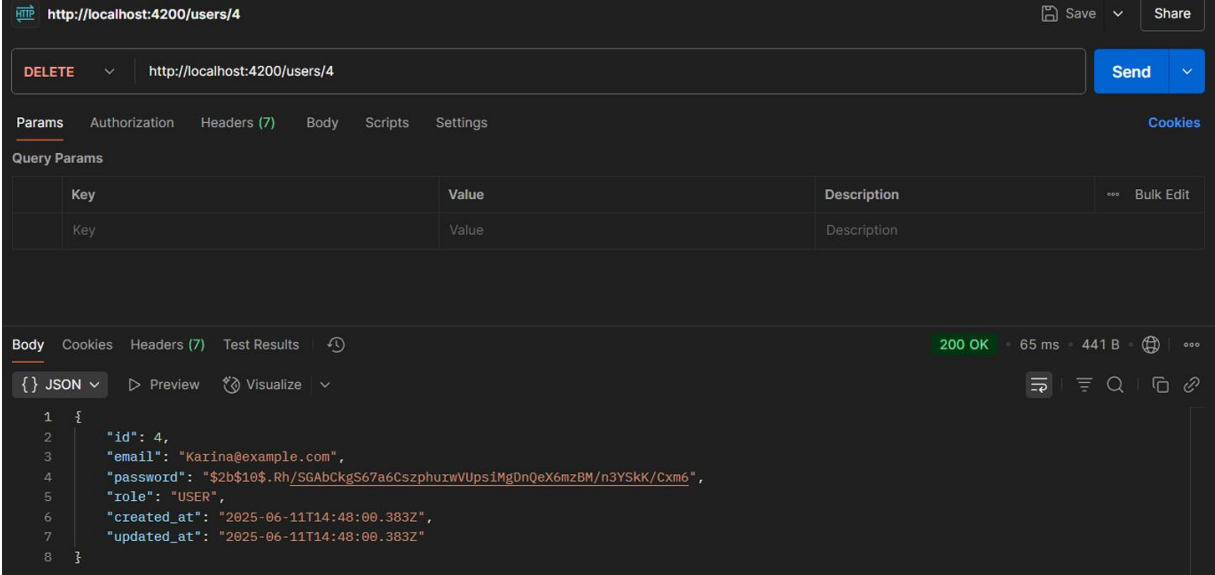 HTTP http://localhost:4200/users/4 Save Share
DELETE http://localhost:4200/users/4 Send
Params Authorization Headers (7) Body Scripts Settings Cookies
Query Params
Key Value Description Bulk Edit
Key Value Description
Body Cookies Headers (7) Test Results 200 OK 65 ms 441 B
{} JSON Preview Visualize
1 {
2 "id": 4,
3 "email": "Karina@example.com",
4 "password": "$2b$10$.Rh/SGAbCkgS67a6CszphurwVUpsiMgDnQeX6mzBM/n3YSkK/Cxm6",
5 "role": "USER",
6 "created_at": "2025-06-11T14:48:00.383Z",
7 "updated_at": "2025-06-11T14:48:00.383Z"
8 }